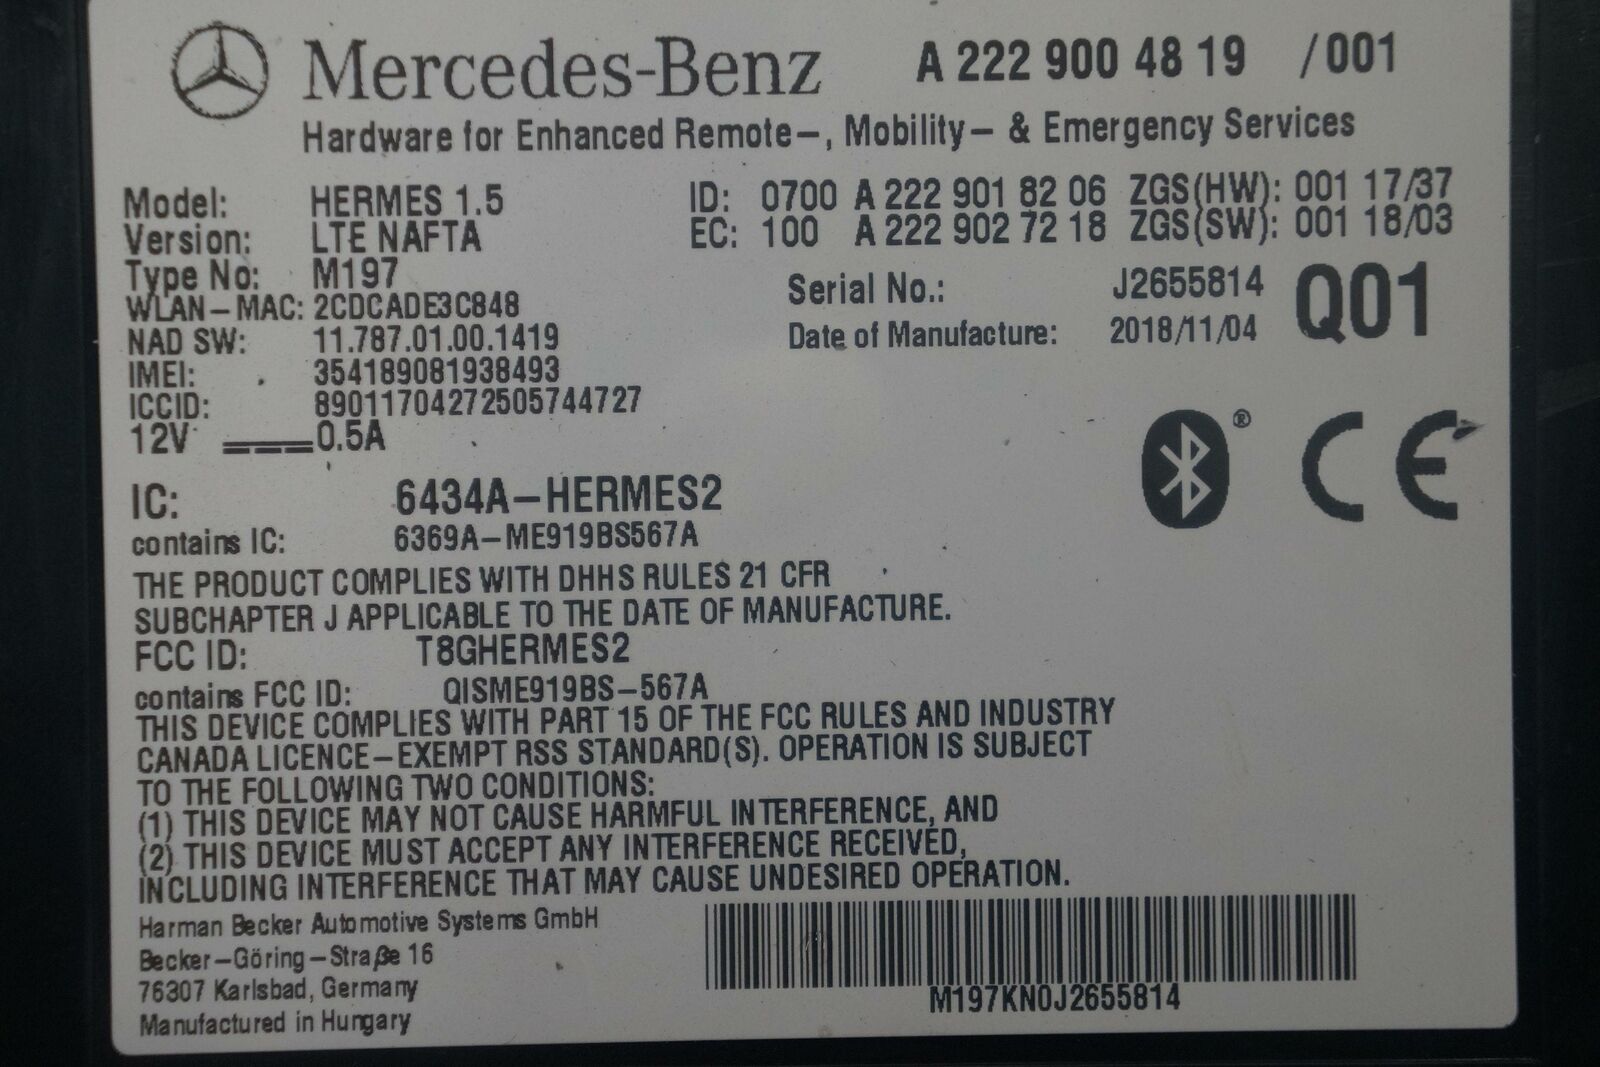 Mercedes-Benz A 222 900 48 19 /001
Hardware for Enhanced Remote-, Mobility- & Emergency Services
Model: HERMES 1.5 ID: 0700 A 222 901 82 06 ZGS(HW): 001 17/37
Version: LTE NAFTA EC: 100 A 222 902 72 18 ZGS(SW): 001 18/03
Type No: M197
WLAN-MAC: 2CDCADE3C848
Serial No.: J2655814 Q01
NAD SW: 11.787.01.00.1419
Date of Manufacture: 2018/11/04
IMEI: 354189081938493
ICCID: 89011704272505744727
12V 0.5A
®
CE
IC: 6434A-HERMES2
contains IC: 6369A-ME919BS567A
THE PRODUCT COMPLIES WITH DHHS RULES 21 CFR
SUBCHAPTER J APPLICABLE TO THE DATE OF MANUFACTURE.
FCC ID: T8GHERMES2
contains FCC ID: QISME919BS-567A
THIS DEVICE COMPLIES WITH PART 15 OF THE FCC RULES AND INDUSTRY
CANADA LICENCE-EXEMPT RSS STANDARD(S). OPERATION IS SUBJECT
TO THE FOLLOWING TWO CONDITIONS:
(1) THIS DEVICE MAY NOT CAUSE HARMFUL INTERFERENCE, AND
(2) THIS DEVICE MUST ACCEPT ANY INTERFERENCE RECEIVED,
INCLUDING INTERFERENCE THAT MAY CAUSE UNDESIRED OPERATION.
Harman Becker Automotive Systems GmbH
Becker-Göring-Straße 16
76307 Karlsbad, Germany
Manufactured in Hungary
M197KN0J2655814